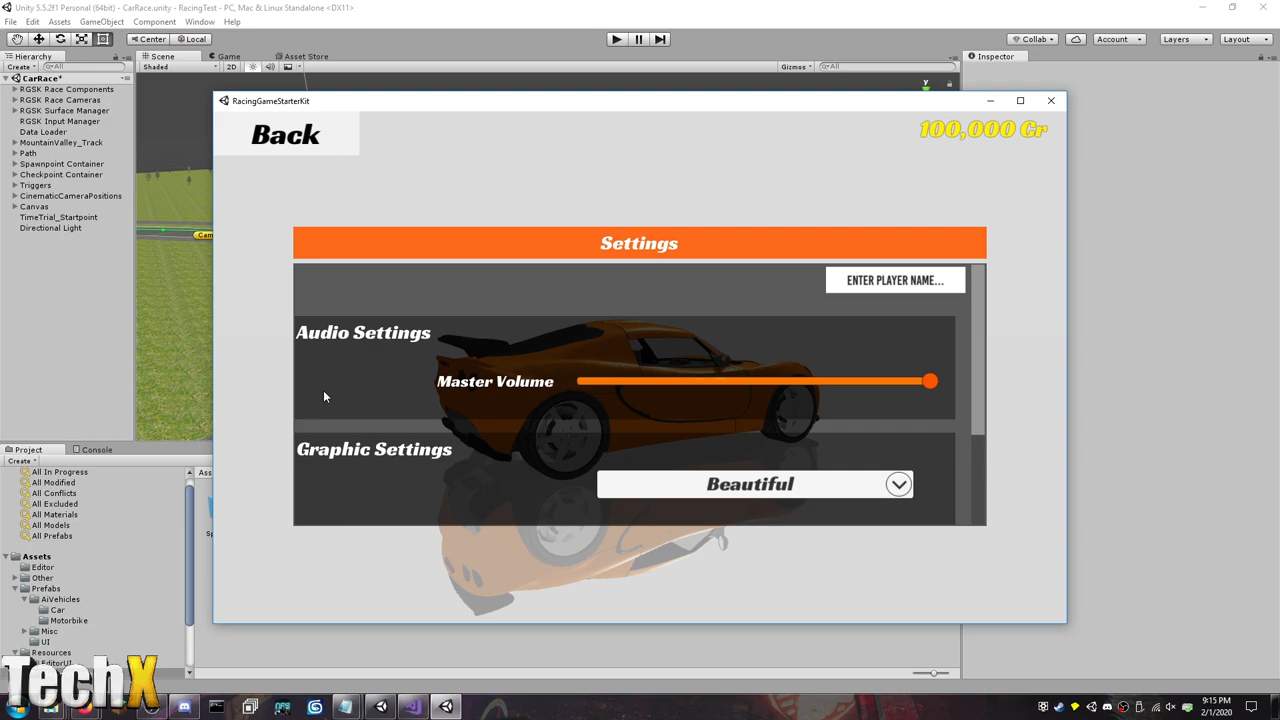 Unity 5.5.2f1 Personal (64bit) - CarRace.unity - RacingTest - PC, Mac & Linux Standalone <DX11>
File Edit Assets GameObject Component Window Help
Center Local Collab Account Layers Layout
Hierarchy Scene Game Asset Store Inspector
Create All Shaded 2D Gizmos All
CarRace*
RGSK Race Components
RGSK Race Cameras
RGSK Surface Manager
RGSK Input Manager
Data Loader
MountainValley_Track
Path
Spawnpoint Container
Checkpoint Container
Triggers
CinematicCameraPositions
Canvas
TimeTrial_Startpoint
Directional Light
y
RacingGameStarterKit
Back
100,000 Cr
Settings
ENTER PLAYER NAME...
Audio Settings
Master Volume
Graphic Settings
Beautiful
Project Console
Create
All In Progress
All Modified
All Conflicts
All Excluded
All Materials
All Models
All Prefabs
Assets
Editor
Other
Prefabs
AiVehicles
Car
Motorbike
Misc
UI
Resources
EditorUI
TechX
9:15 PM
2/1/2020